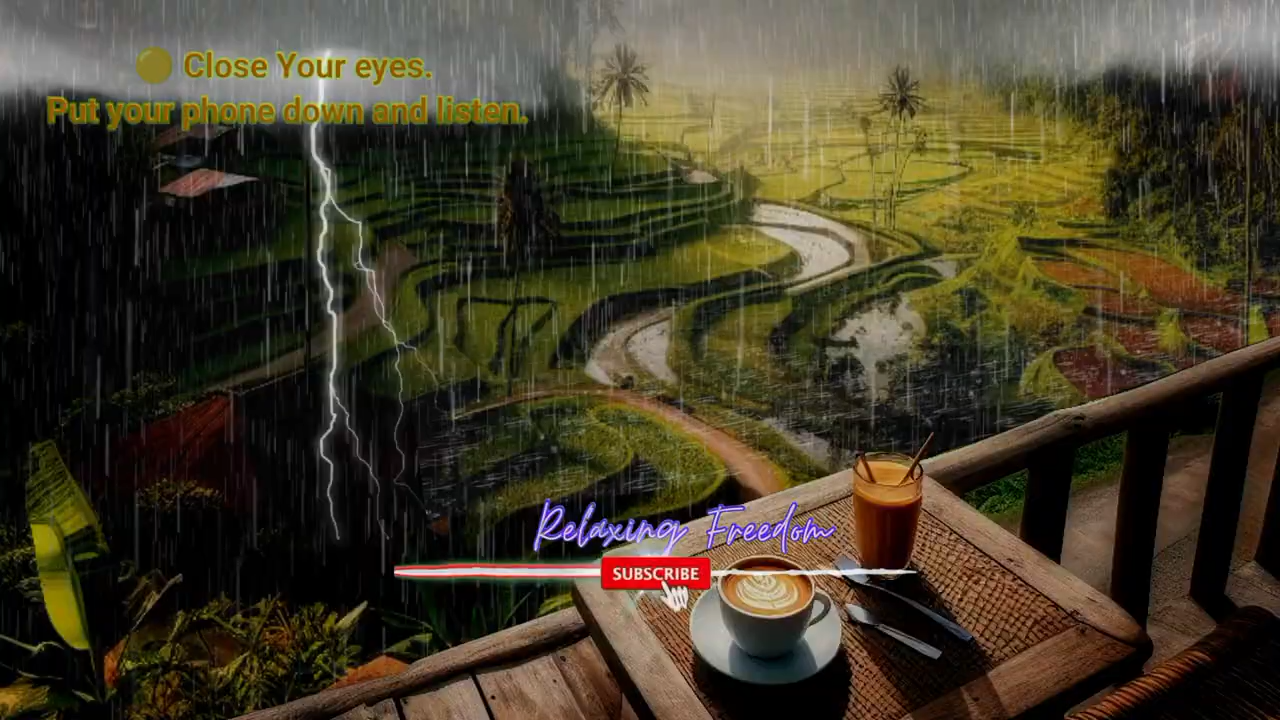 Close Your eyes.
Put your phone down and listen.
Relaxing Freedom
SUBSCRIBE